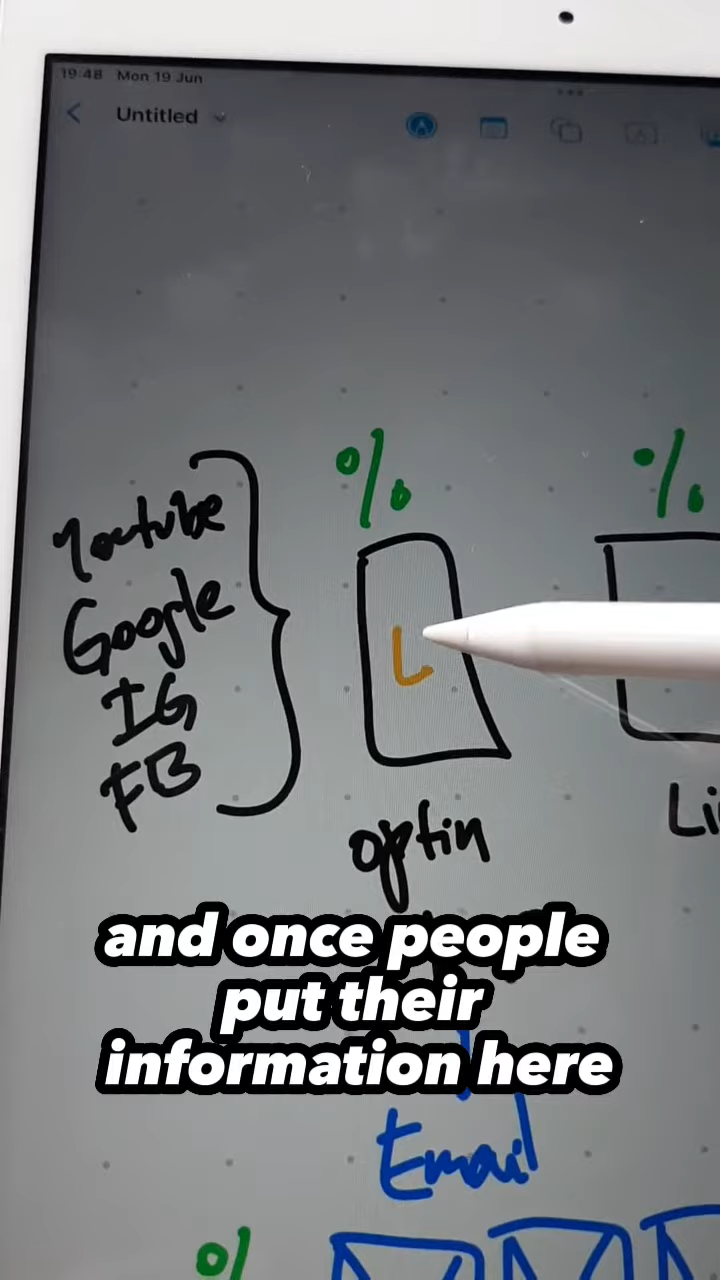 19:48 Mon 19 Jun
Untitled
% %
Youtube
Google
IG
FB
L
optin
Li
and once people
put their
information here
Email
%